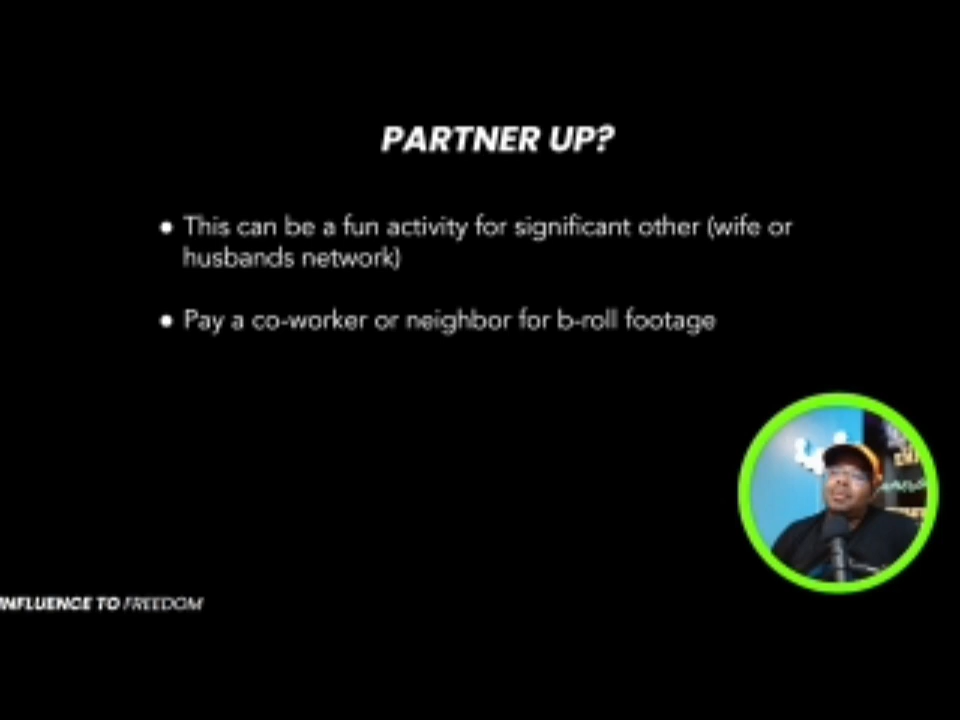 PARTNER UP?
• This can be a fun activity for significant other (wife or
husbands network)
• Pay a co-worker or neighbor for b-roll footage
INFLUENCE TO FREEDOM